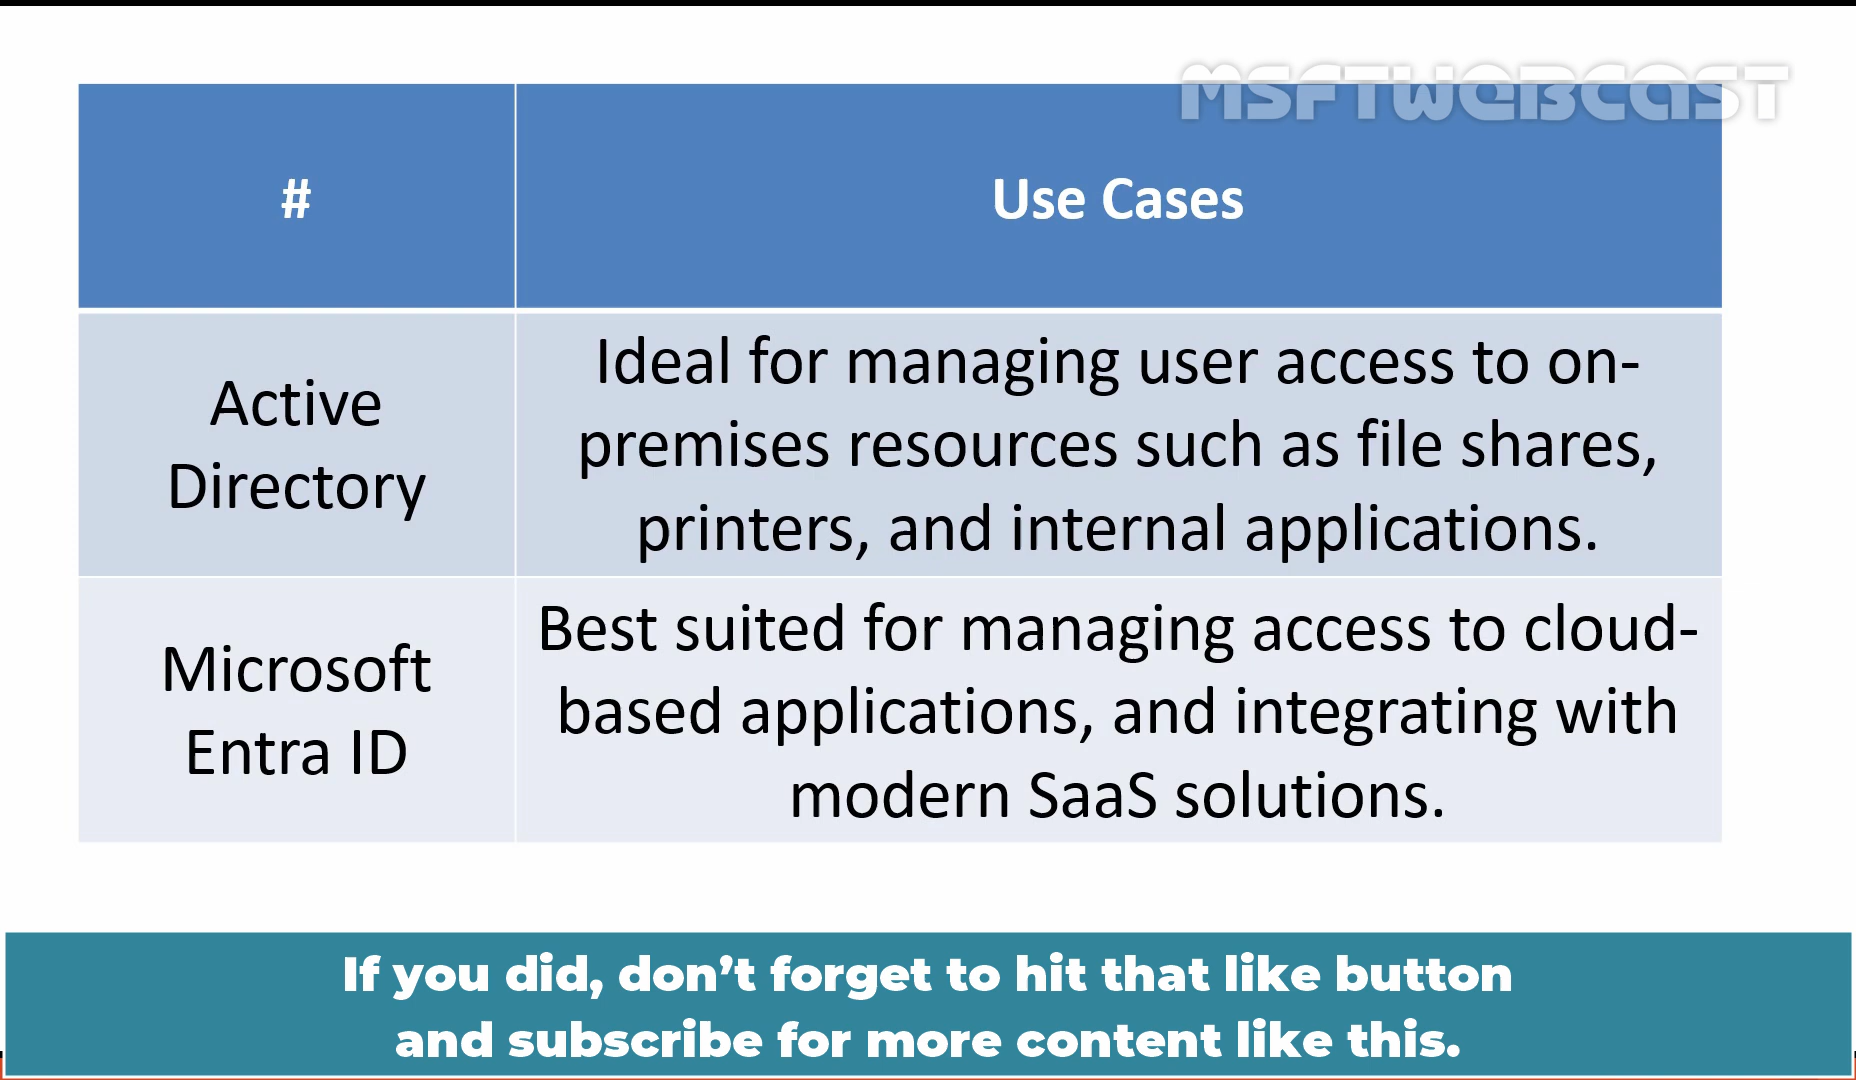 MSFTWEBCAST
#
Use Cases
Active
Directory
Ideal for managing user access to on-
premises resources such as file shares,
printers, and internal applications.
Microsoft
Entra ID
Best suited for managing access to cloud-
based applications, and integrating with
modern SaaS solutions.
If you did, don’t forget to hit that like button
and subscribe for more content like this.